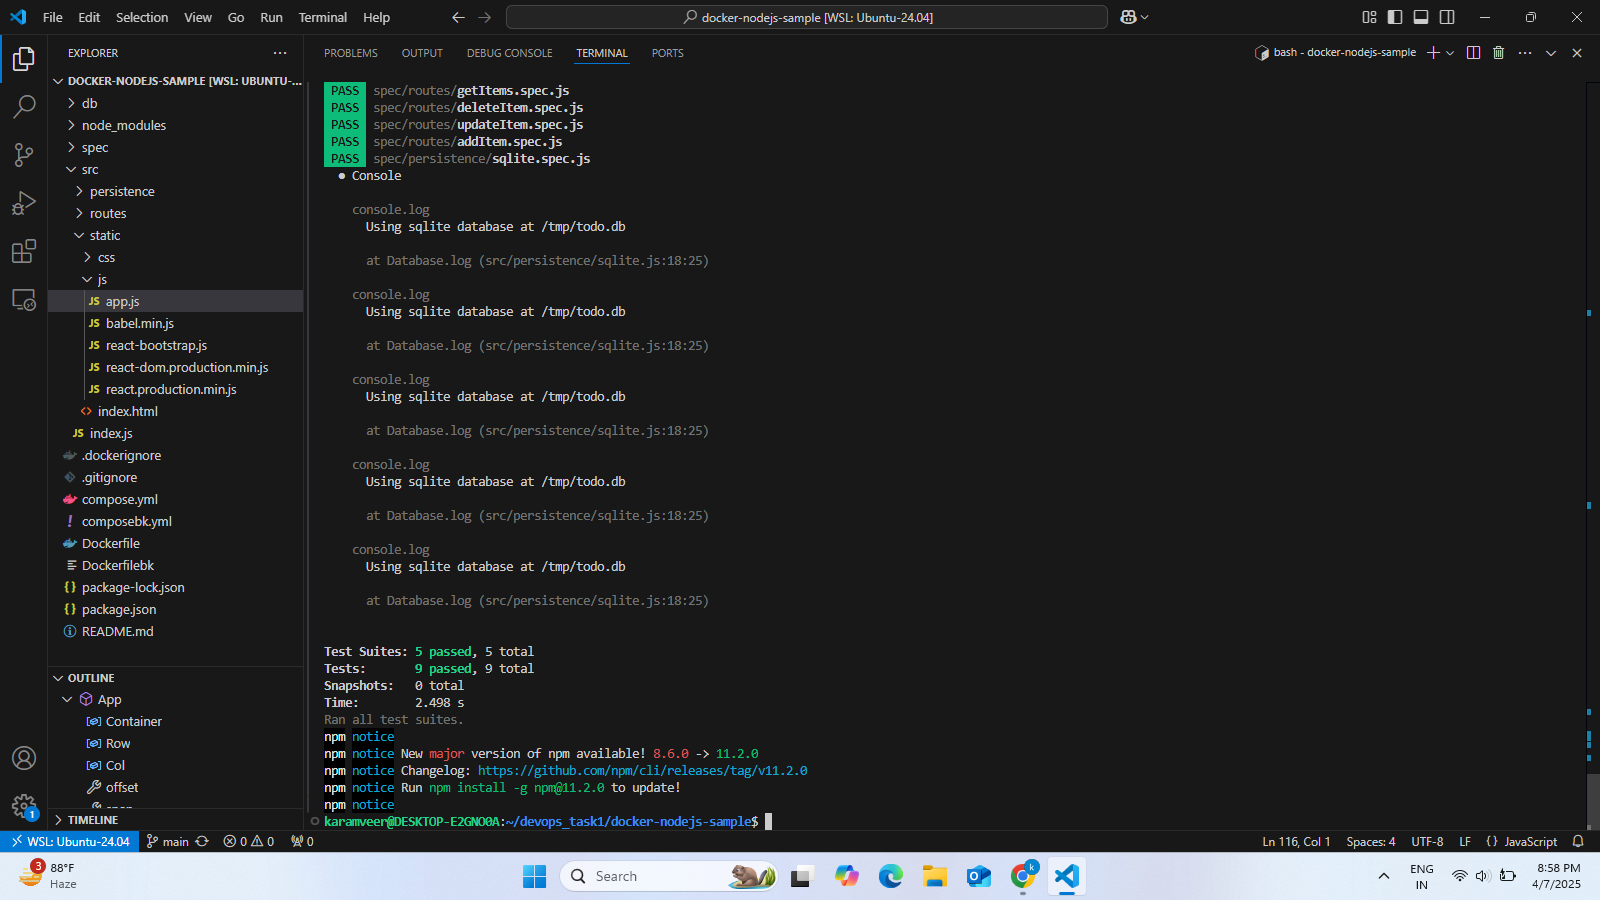 File Edit Selection View Go Run Terminal Help
docker-nodejs-sample [WSL: Ubuntu-24.04]
EXPLORER
DOCKER-NODEJS-SAMPLE [WSL: UBUNTU-...
db
node_modules
spec
src
persistence
routes
static
css
js
JS app.js
JS babel.min.js
JS react-bootstrap.js
JS react-dom.production.min.js
JS react.production.min.js
<> index.html
JS index.js
.dockerignore
.gitignore
compose.yml
! composebk.yml
Dockerfile
Dockerfilebk
{} package-lock.json
{} package.json
README.md
OUTLINE
App
Container
Row
Col
offset
TIMELINE
1
PROBLEMS OUTPUT DEBUG CONSOLE TERMINAL PORTS
bash - docker-nodejs-sample
PASS spec/routes/getItems.spec.js
PASS spec/routes/deleteItem.spec.js
PASS spec/routes/updateItem.spec.js
PASS spec/routes/addItem.spec.js
PASS spec/persistence/sqlite.spec.js
● Console
console.log
Using sqlite database at /tmp/todo.db
at Database.log (src/persistence/sqlite.js:18:25)
console.log
Using sqlite database at /tmp/todo.db
at Database.log (src/persistence/sqlite.js:18:25)
console.log
Using sqlite database at /tmp/todo.db
at Database.log (src/persistence/sqlite.js:18:25)
console.log
Using sqlite database at /tmp/todo.db
at Database.log (src/persistence/sqlite.js:18:25)
console.log
Using sqlite database at /tmp/todo.db
at Database.log (src/persistence/sqlite.js:18:25)
Test Suites: 5 passed, 5 total
Tests: 9 passed, 9 total
Snapshots: 0 total
Time: 2.498 s
Ran all test suites.
npm notice
npm notice New major version of npm available! 8.6.0 -> 11.2.0
npm notice Changelog: https://github.com/npm/cli/releases/tag/v11.2.0
npm notice Run npm install -g npm@11.2.0 to update!
npm notice
karamveer@DESKTOP-E2GNO0A:~/devops_task1/docker-nodejs-sample$
WSL: Ubuntu-24.04 main 0 0 0 Ln 116, Col 1 Spaces: 4 UTF-8 LF {} JavaScript
3 88°F
Haze
Search
k
ENG
IN
8:58 PM
4/7/2025